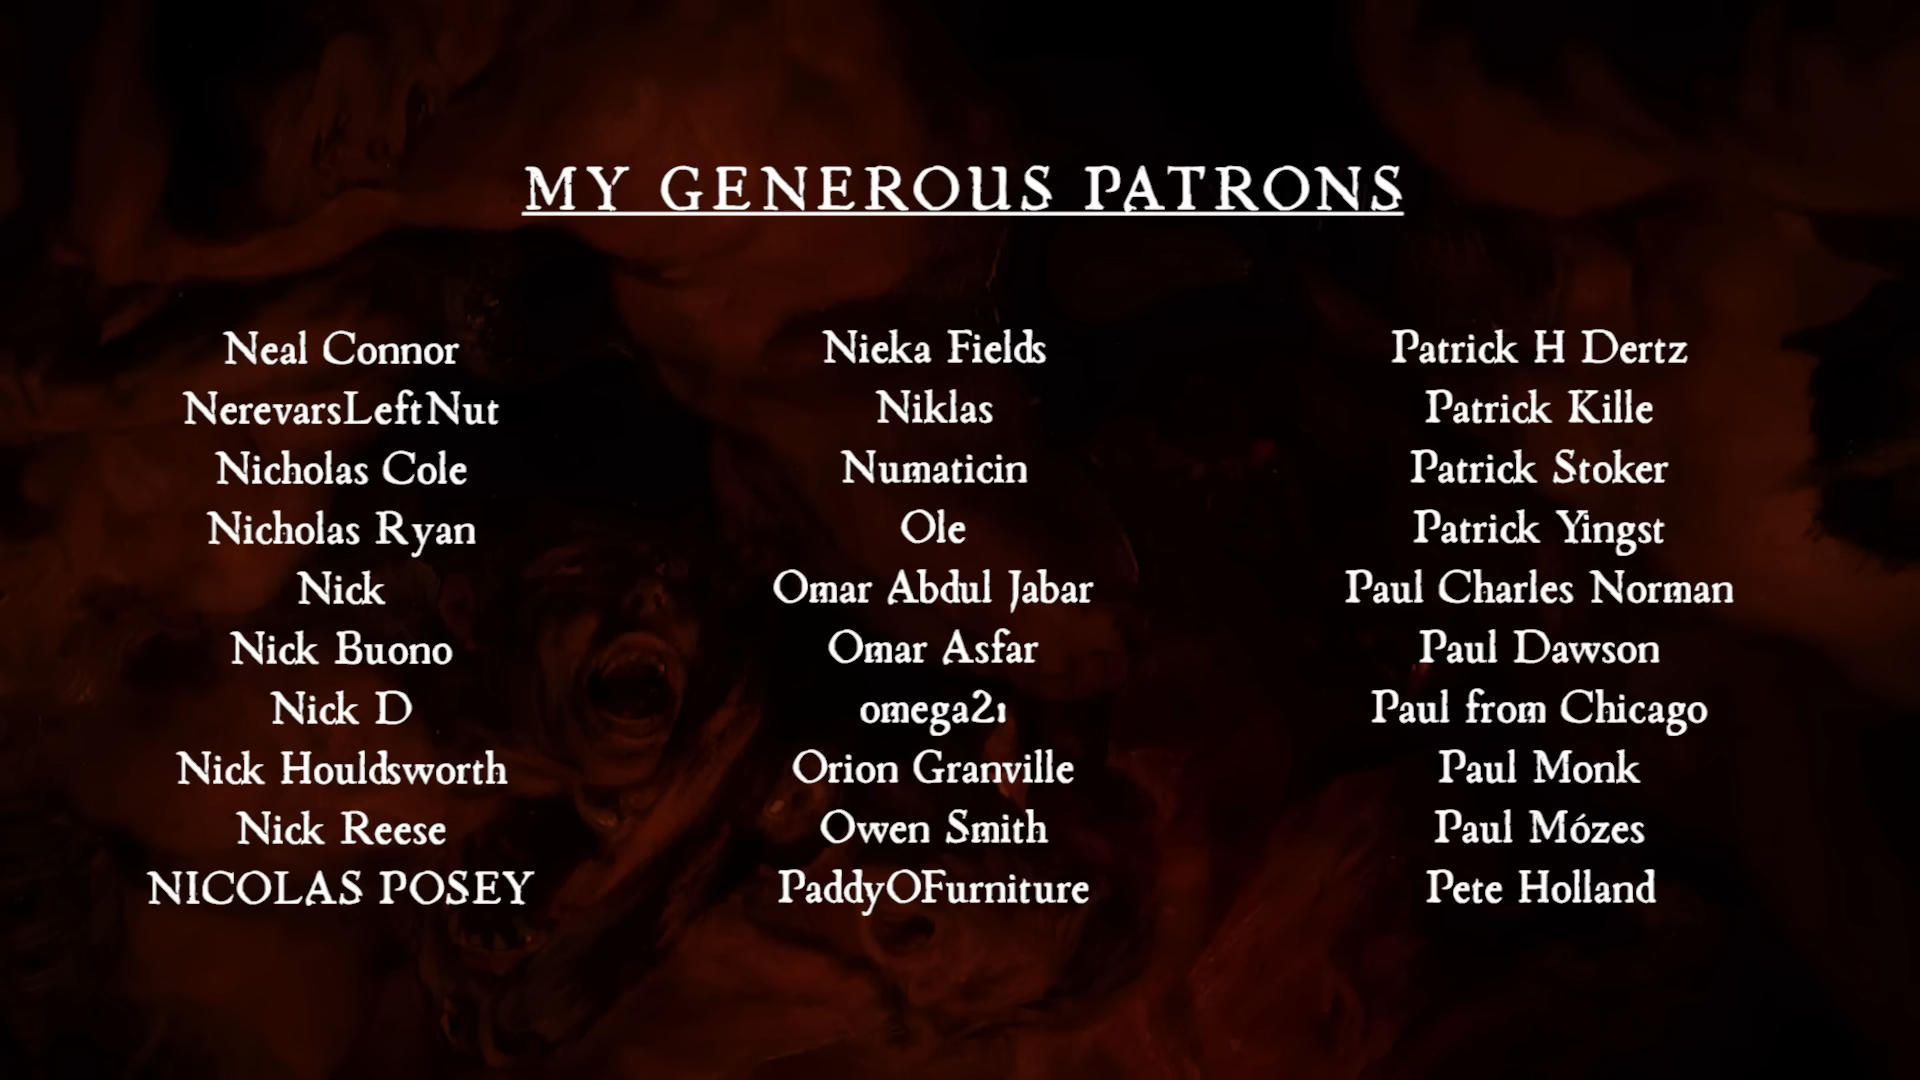 MY GENEROUS PATRONS
Neal Connor
NerevarsLeftNut
Nicholas Cole
Nicholas Ryan
Nick
Nick Buono
Nick D
Nick Houldsworth
Nick Reese
NICOLAS POSEY
Nieka Fields
Niklas
Numaticin
Ole
Omar Abdul Jabar
Omar Asfar
omega21
Orion Granville
Owen Smith
PaddyOFurniture
Patrick H Dertz
Patrick Kille
Patrick Stoker
Patrick Yingst
Paul Charles Norman
Paul Dawson
Paul from Chicago
Paul Monk
Paul Mózes
Pete Holland